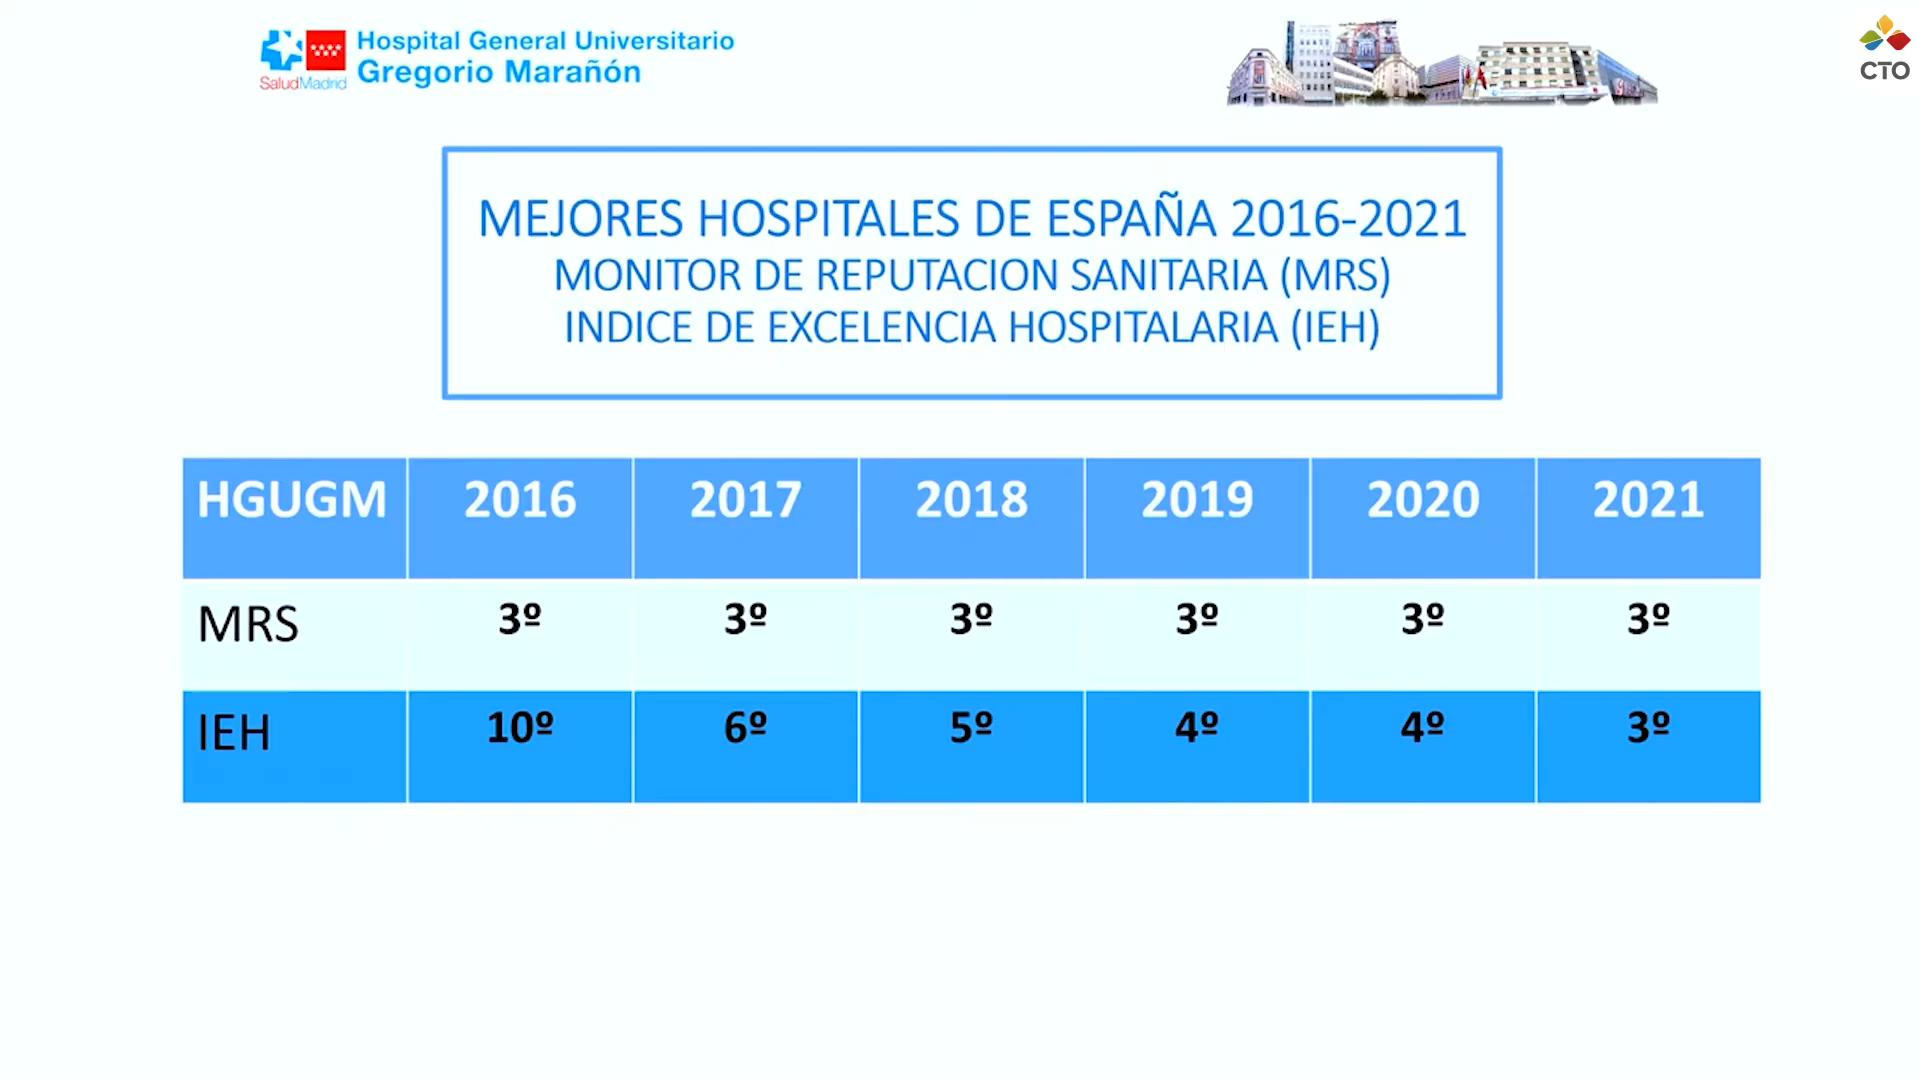 Hospital General Universitario
Gregorio Marañón
SaludMadrid
CTO
MEJORES HOSPITALES DE ESPAÑA 2016-2021
MONITOR DE REPUTACION SANITARIA (MRS)
INDICE DE EXCELENCIA HOSPITALARIA (IEH)
HGUGM 2016 2017 2018 2019 2020 2021
MRS 3º 3º 3º 3º 3º 3º
IEH 10º 6º 5º 4º 4º 3º